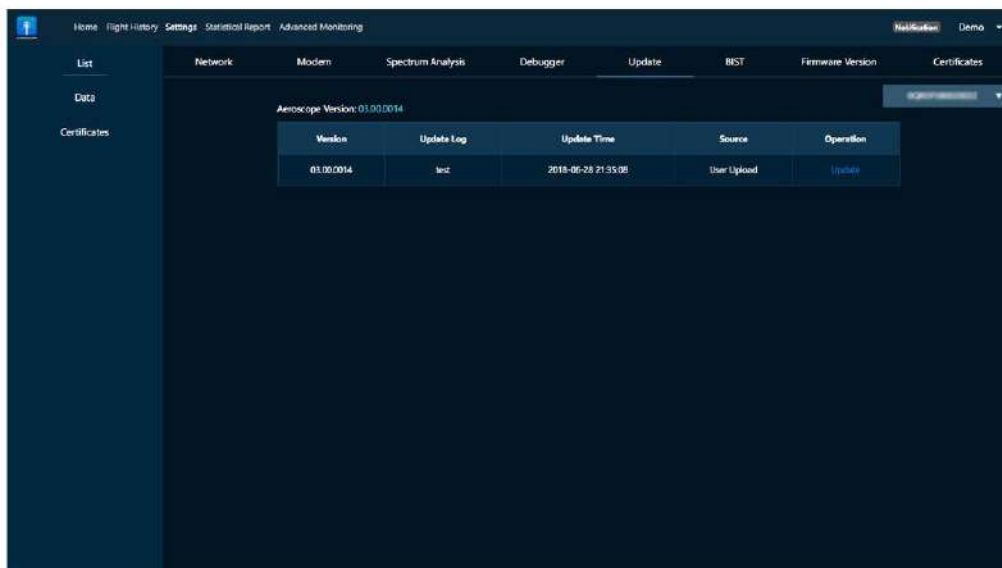 Home Flight History Settings Statistical Report Advanced Monitoring Notification Demo
List Network Modem Spectrum Analysis Debugger Update BIST Firmware Version Certificates
Data
Certificates
Aeroscope Version: 03.00.0014
Version Update Log Update Time Source Operation
03.00.0014 test 2018-06-28 21:35:08 User Upload Update